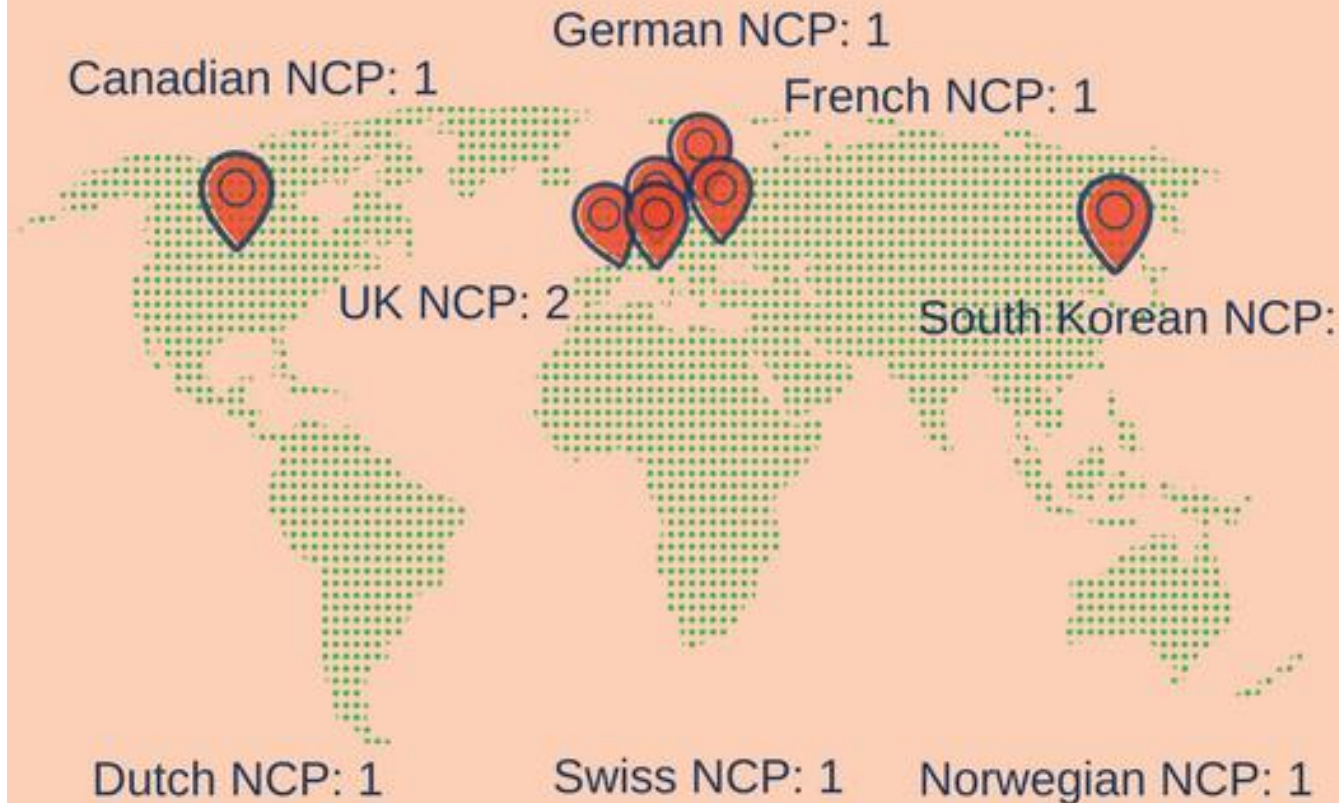 German NCP: 1
Canadian NCP: 1
French NCP: 1
UK NCP: 2
South Korean NCP:
Dutch NCP: 1
Swiss NCP: 1
Norwegian NCP: 1